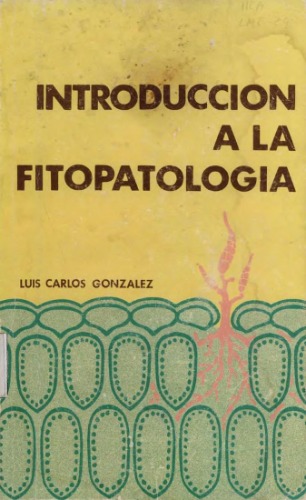 INTRODUCCION
A LA
FITOPATOLOGIA
LUIS CARLOS GONZALEZ